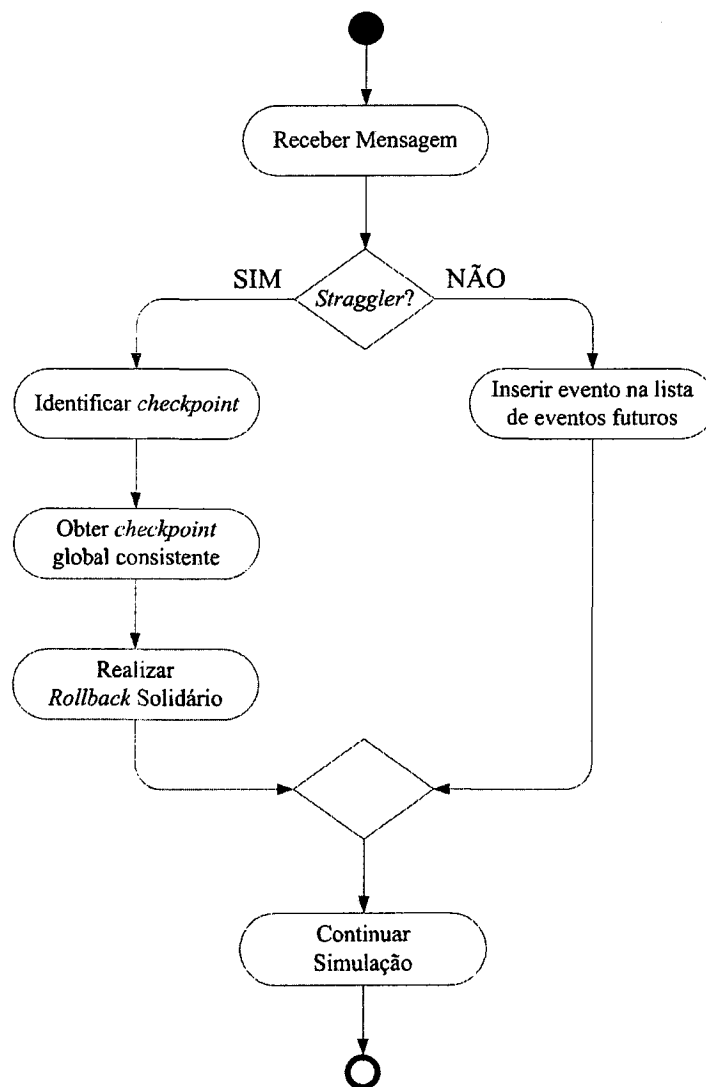 Receber Mensagem
SIM
Straggler?
NÃO
Identificar checkpoint
Inserir evento na lista
de eventos futuros
Obter checkpoint
global consistente
Realizar
Rollback Solidário
Continuar
Simulação